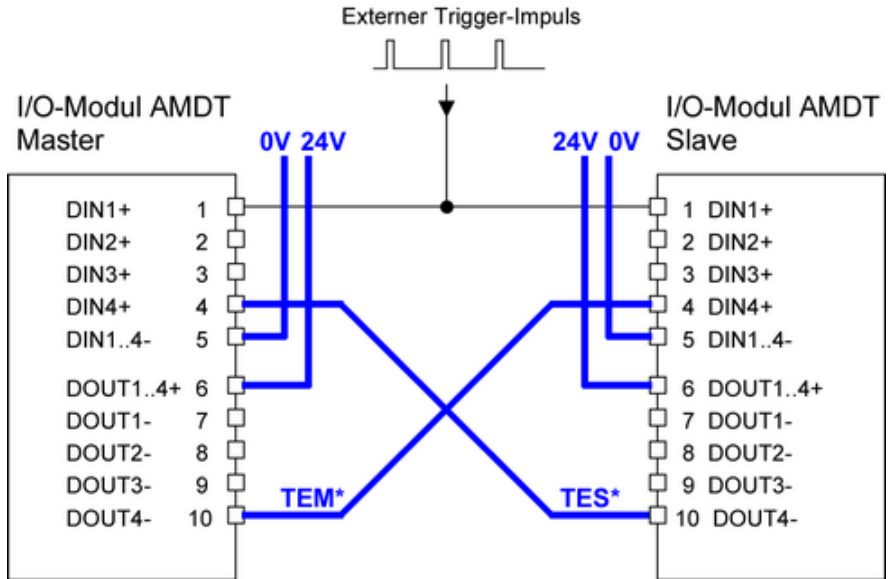 Externer Trigger-Impuls
I/O-Modul AMDT
Master
I/O-Modul AMDT
Slave
0V 24V
24V 0V
DIN1+ 1
DIN2+ 2
DIN3+ 3
DIN4+ 4
DIN1..4- 5
DOUT1..4+ 6
DOUT1- 7
DOUT2- 8
DOUT3- 9
DOUT4- 10
TEM*
TES*
1 DIN1+
2 DIN2+
3 DIN3+
4 DIN4+
5 DIN1..4-
6 DOUT1..4+
7 DOUT1-
8 DOUT2-
9 DOUT3-
10 DOUT4-